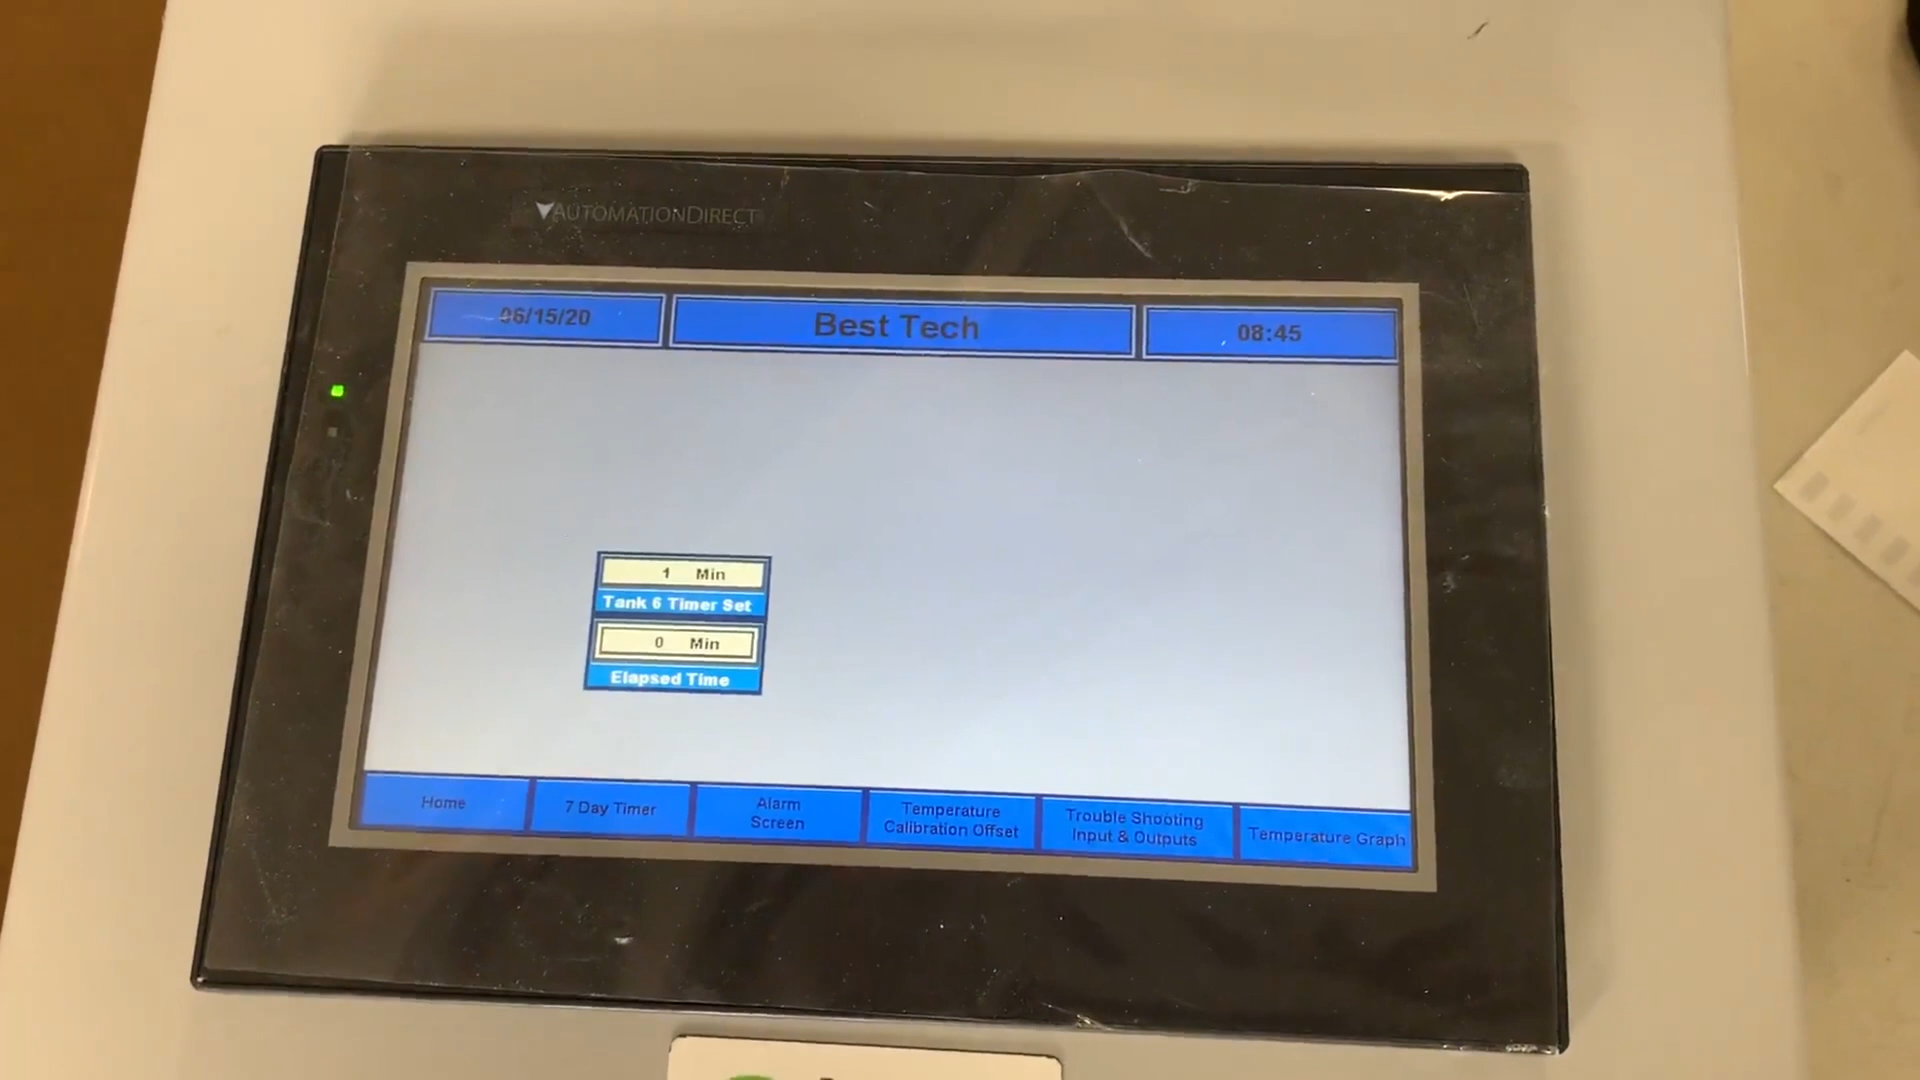 AUTOMATIONDIRECT
06/15/20
Best Tech
08:45
1 Min
Tank 6 Timer Set
0 Min
Elapsed Time
Home
7 Day Timer
Alarm
Screen
Temperature
Calibration Offset
Trouble Shooting
Input & Outputs
Temperature Graph